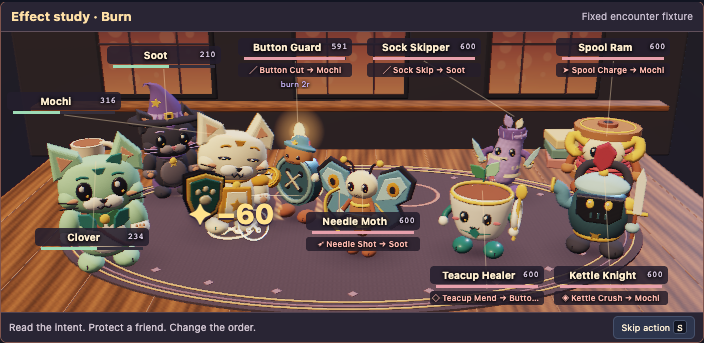 Effect study · Burn
Fixed encounter fixture
Soot 210
Button Guard 591
Button Cut → Mochi
burn 2r
Sock Skipper 600
Sock Skip → Soot
Spool Ram 600
Spool Charge → Mochi
Mochi 316
-60
Needle Moth 600
Needle Shot → Soot
Clover 234
Teacup Healer 600
Teacup Mend → Butto...
Kettle Knight 600
Kettle Crush → Mochi
Read the intent. Protect a friend. Change the order.
Skip action S